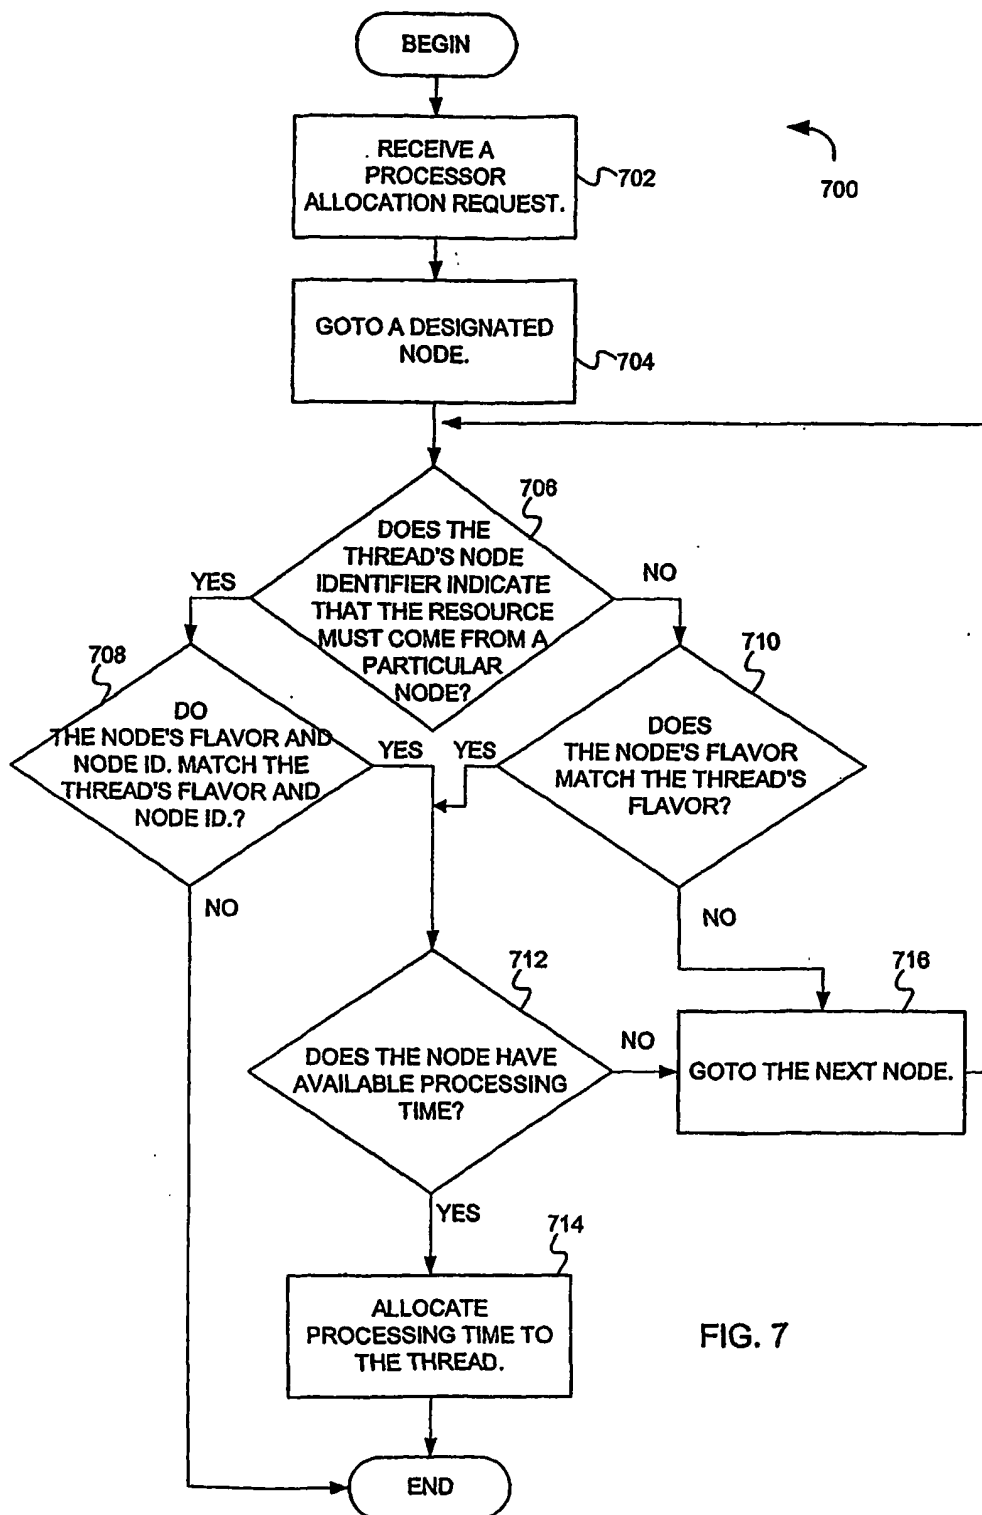 BEGIN
RECEIVE A
PROCESSOR
ALLOCATION REQUEST.
702
700
GOTO A DESIGNATED
NODE.
704
706
DOES THE
THREAD'S NODE
IDENTIFIER INDICATE
THAT THE RESOURCE
MUST COME FROM A
PARTICULAR
NODE?
YES
NO
708
DO
THE NODE'S FLAVOR AND
NODE ID. MATCH THE
THREAD'S FLAVOR AND
NODE ID.?
YES
NO
710
DOES
THE NODE'S FLAVOR
MATCH THE THREAD'S
FLAVOR?
YES
NO
712
DOES THE NODE HAVE
AVAILABLE PROCESSING
TIME?
NO
716
GOTO THE NEXT NODE.
YES
714
ALLOCATE
PROCESSING TIME TO
THE THREAD.
FIG. 7
END